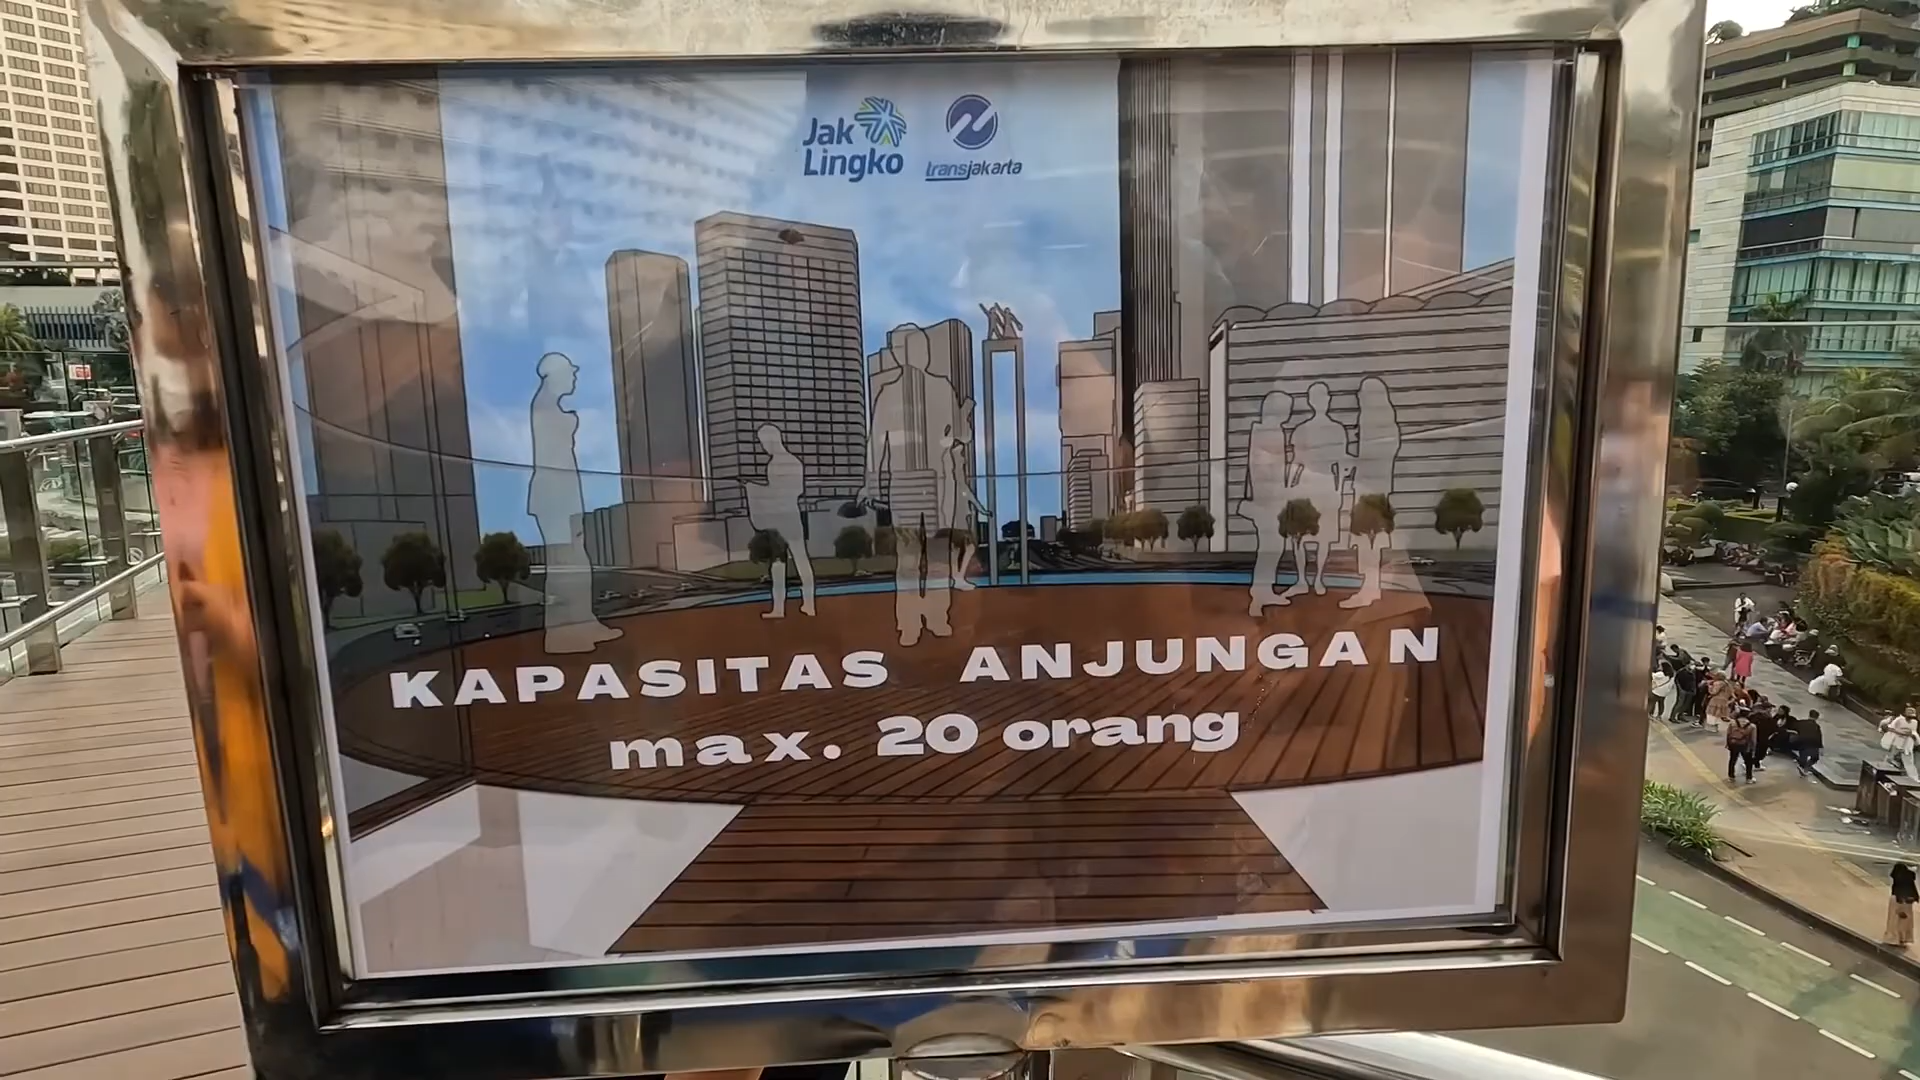 Jak
Lingko
transjakarta
KAPASITAS ANJUNGAN
max. 20 orang